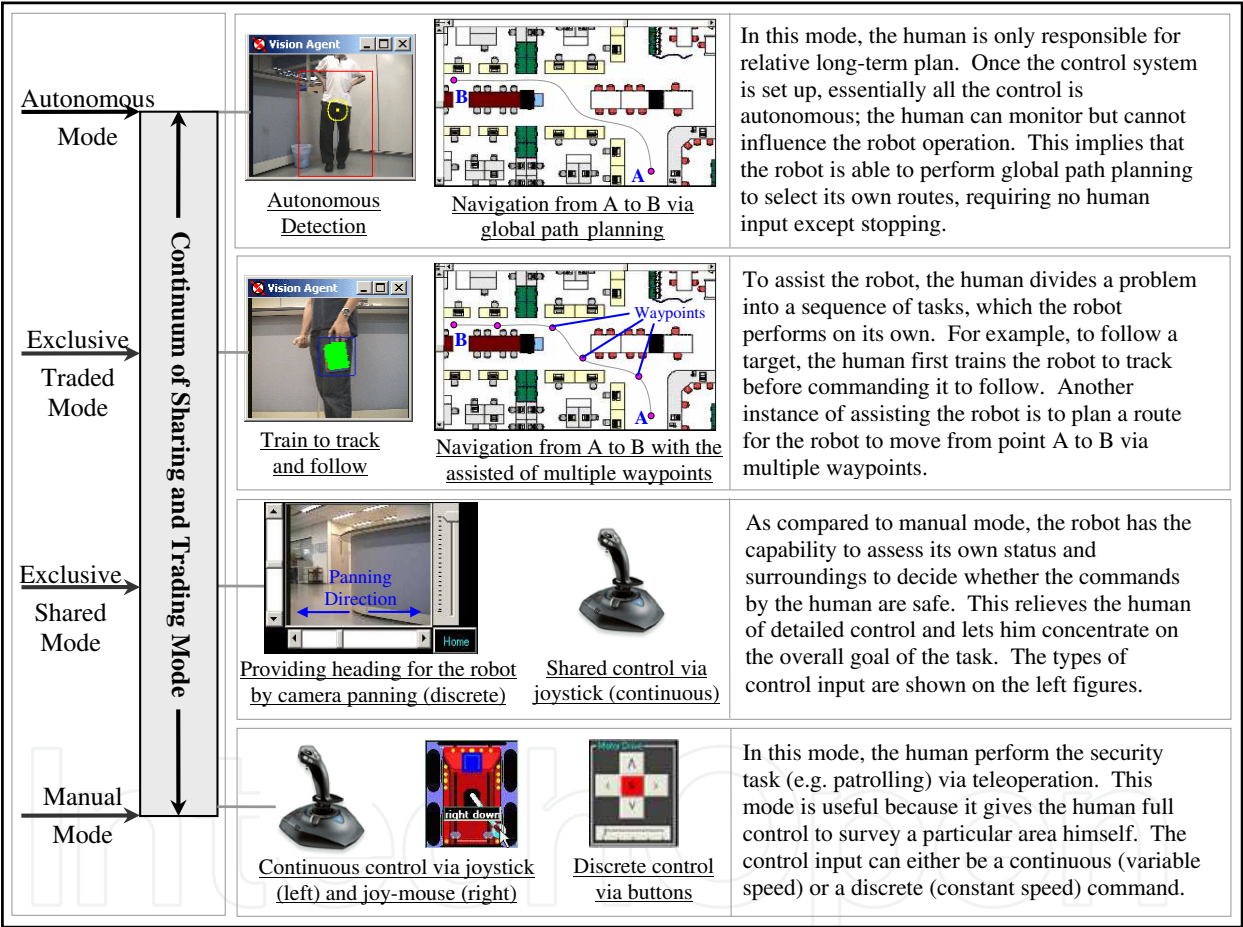 Autonomous
Mode
Exclusive
Traded
Mode
Exclusive
Shared
Mode
Manual
Mode
Continuum of Sharing and Trading Mode
Vision Agent
Autonomous
Detection
B
A
Navigation from A to B via
global path planning
In this mode, the human is only responsible for
relative long-term plan. Once the control system
is set up, essentially all the control is
autonomous; the human can monitor but cannot
influence the robot operation. This implies that
the robot is able to perform global path planning
to select its own routes, requiring no human
input except stopping.
Vision Agent
Train to track
and follow
Waypoints
B
A
Navigation from A to B with the
assisted of multiple waypoints
To assist the robot, the human divides a problem
into a sequence of tasks, which the robot
performs on its own. For example, to follow a
target, the human first trains the robot to track
before commanding it to follow. Another
instance of assisting the robot is to plan a route
for the robot to move from point A to B via
multiple waypoints.
Panning
Direction
Home
Providing heading for the robot
by camera panning (discrete)
Shared control via
joystick (continuous)
As compared to manual mode, the robot has the
capability to assess its own status and
surroundings to decide whether the commands
by the human are safe. This relieves the human
of detailed control and lets him concentrate on
the overall goal of the task. The types of
control input are shown on the left figures.
right down
Continuous control via joystick
(left) and joy-mouse (right)
Motor Drive
S
Discrete control
via buttons
In this mode, the human perform the security
task (e.g. patrolling) via teleoperation. This
mode is useful because it gives the human full
control to survey a particular area himself. The
control input can either be a continuous (variable
speed) or a discrete (constant speed) command.
InTechOpen